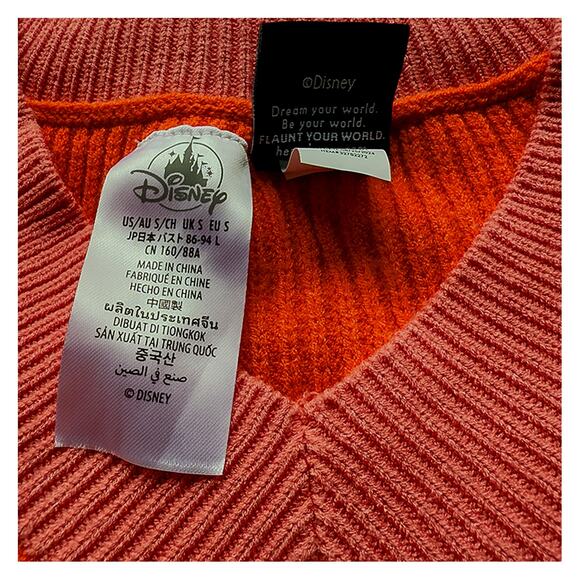 ©Disney
Dream your world.
Be your world.
FLAUNT YOUR WORLD.
DISNEY
US/AU S/CH UK S EU S
JP日本 バスト 86-94 L
CN 160/88A
MADE IN CHINA
FABRIQUÉ EN CHINE
HECHO EN CHINA
中國製
ผลิตในประเทศจีน
DIBUAT DI TIONGKOK
SẢN XUẤT TẠI TRUNG QUỐC
중국산
صنع في الصين
© DISNEY